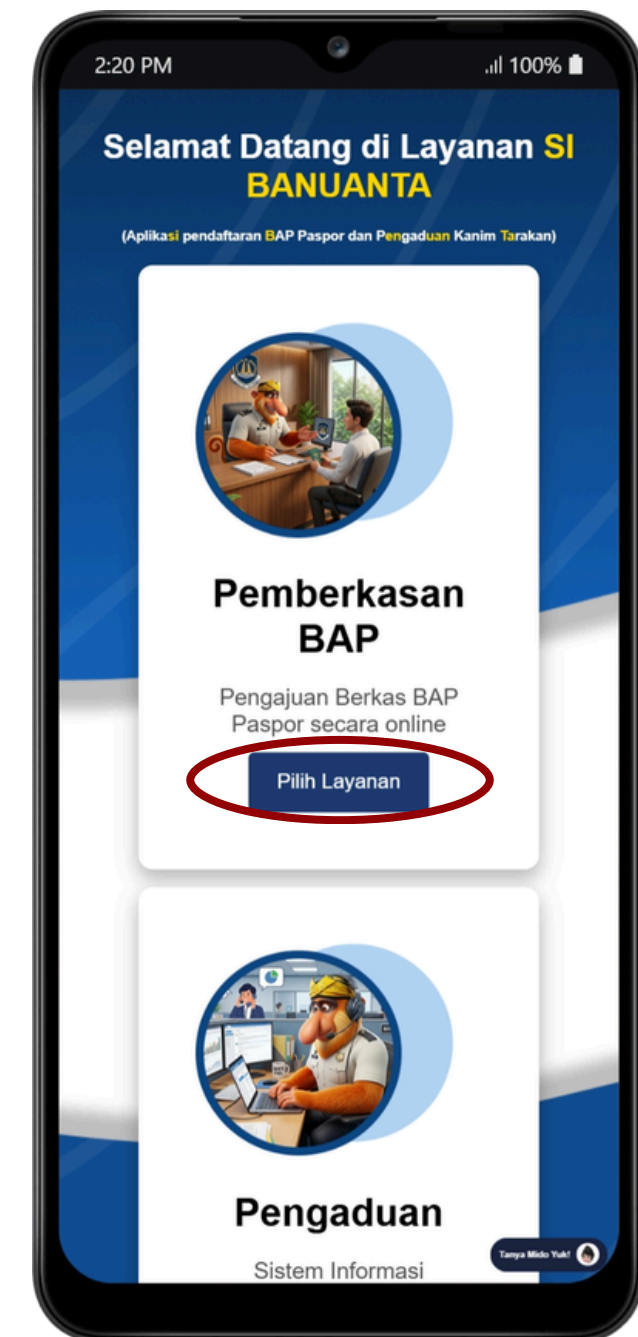 2:20 PM
100%
Selamat Datang di Layanan SI
BANUANTA
(Aplikasi pendaftaran BAP Paspor dan Pengaduan Kanim Tarakan)
Pemberkasan
BAP
Pengajuan Berkas BAP
Paspor secara online
Pilih Layanan
Pengaduan
Sistem Informasi
Tanya Mido Yuk!